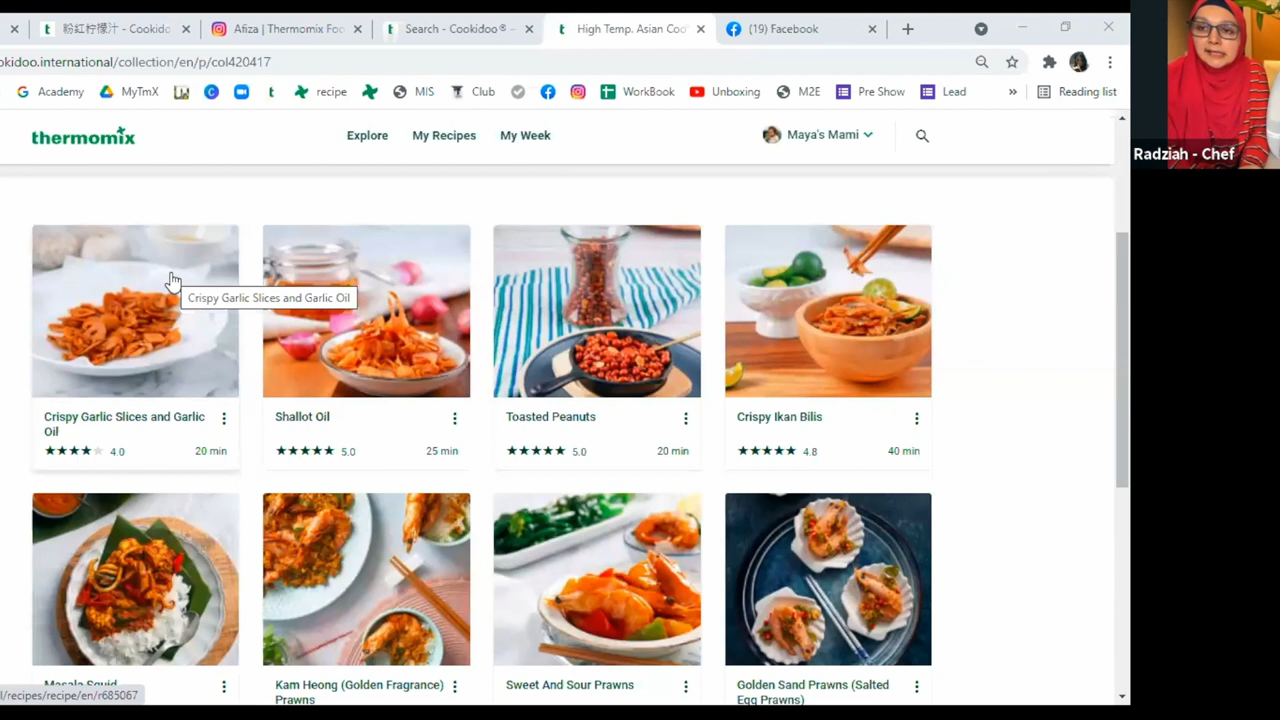 粉紅柠檬汁 - Cookido
Afiza | Thermomix Foo
Search - Cookidoo® -
High Temp. Asian Coo
(19) Facebook
okidoo.international/collection/en/p/col420417
Academy
MyTmX
recipe
MIS
Club
WorkBook
Unboxing
M2E
Pre Show
Lead
»
Reading list
thermomix
Explore
My Recipes
My Week
Maya's Mami
Radziah - Chef
Crispy Garlic Slices and Garlic Oil
Crispy Garlic Slices and Garlic
Oil
4.0
20 min
Shallot Oil
5.0
25 min
Toasted Peanuts
5.0
20 min
Crispy Ikan Bilis
4.8
40 min
Masala Squid
Kam Heong (Golden Fragrance)
Prawns
Sweet And Sour Prawns
Golden Sand Prawns (Salted
Egg Prawns)
l/recipes/recipe/en/r685067